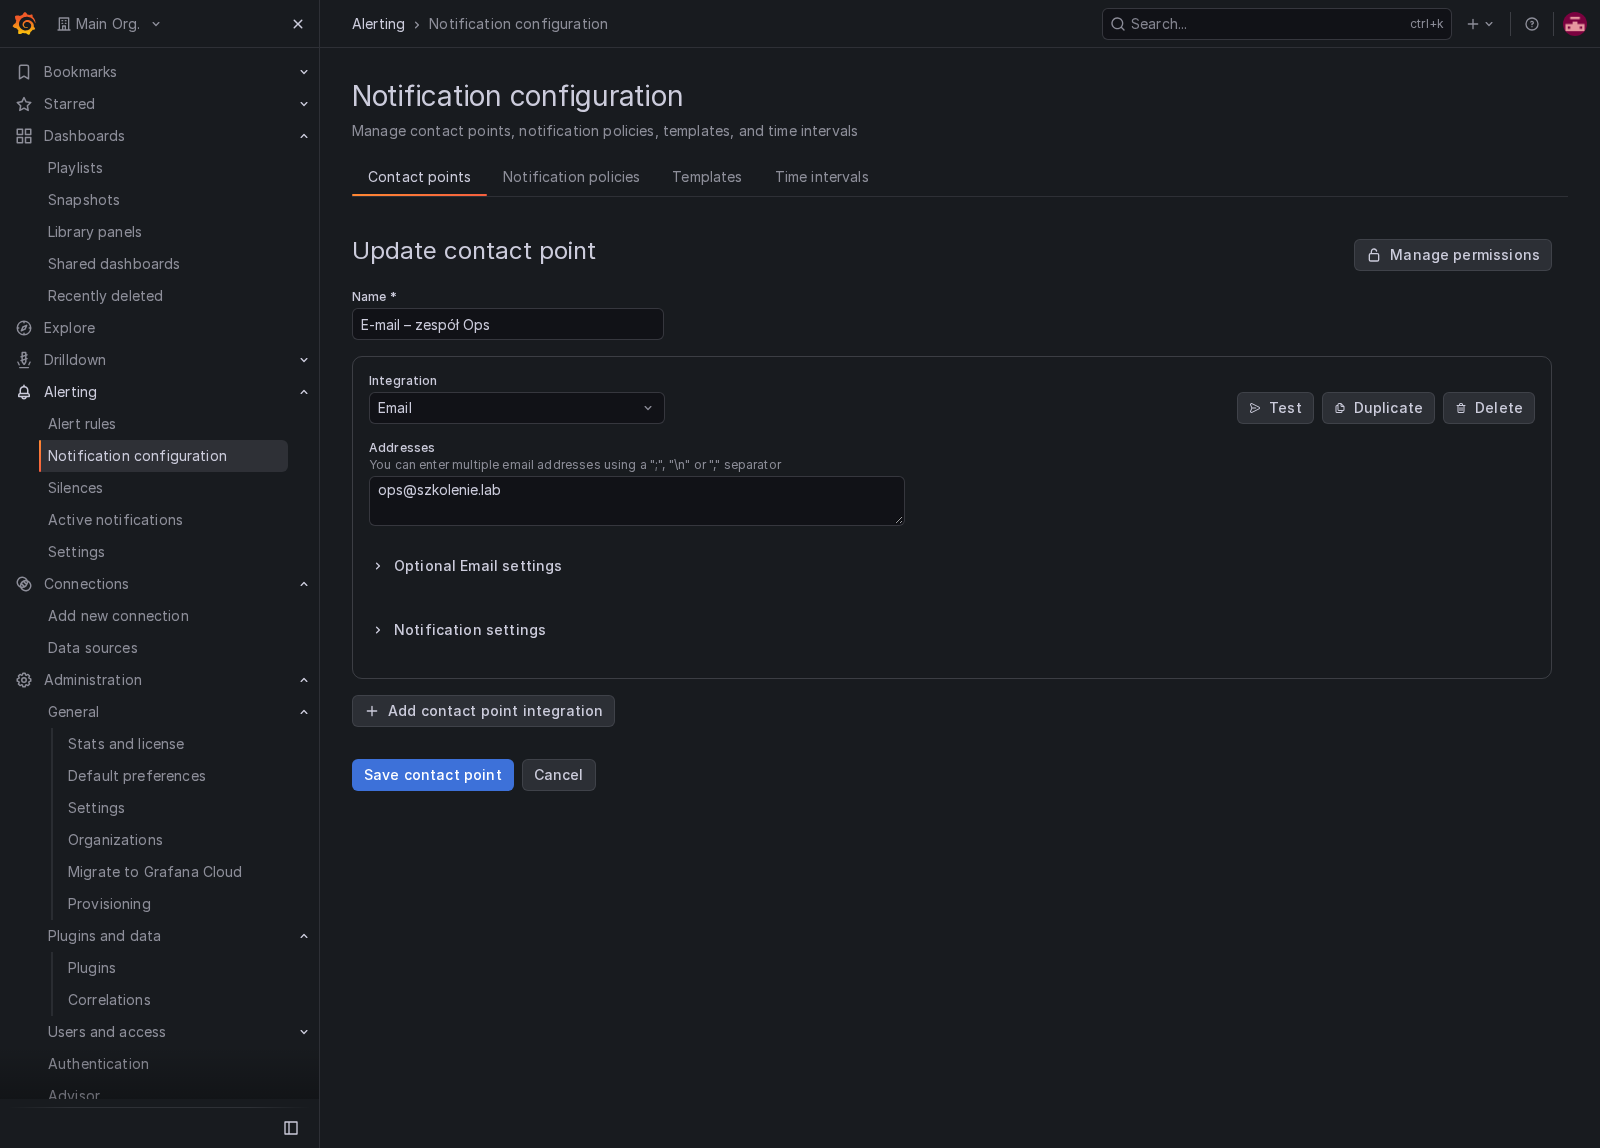 Main Org.
Alerting
Notification configuration
Search...
ctrl+k
Bookmarks
Starred
Dashboards
Playlists
Snapshots
Library panels
Shared dashboards
Recently deleted
Explore
Drilldown
Alerting
Alert rules
Notification configuration
Silences
Active notifications
Settings
Connections
Add new connection
Data sources
Administration
General
Stats and license
Default preferences
Settings
Organizations
Migrate to Grafana Cloud
Provisioning
Plugins and data
Plugins
Correlations
Users and access
Authentication
Advisor
Notification configuration
Manage contact points, notification policies, templates, and time intervals
Contact points
Notification policies
Templates
Time intervals
Update contact point
Manage permissions
Name *
E-mail – zespół Ops
Integration
Email
Test
Duplicate
Delete
Addresses
You can enter multiple email addresses using a ";", "\n" or "," separator
ops@szkolenie.lab
Optional Email settings
Notification settings
Add contact point integration
Save contact point
Cancel